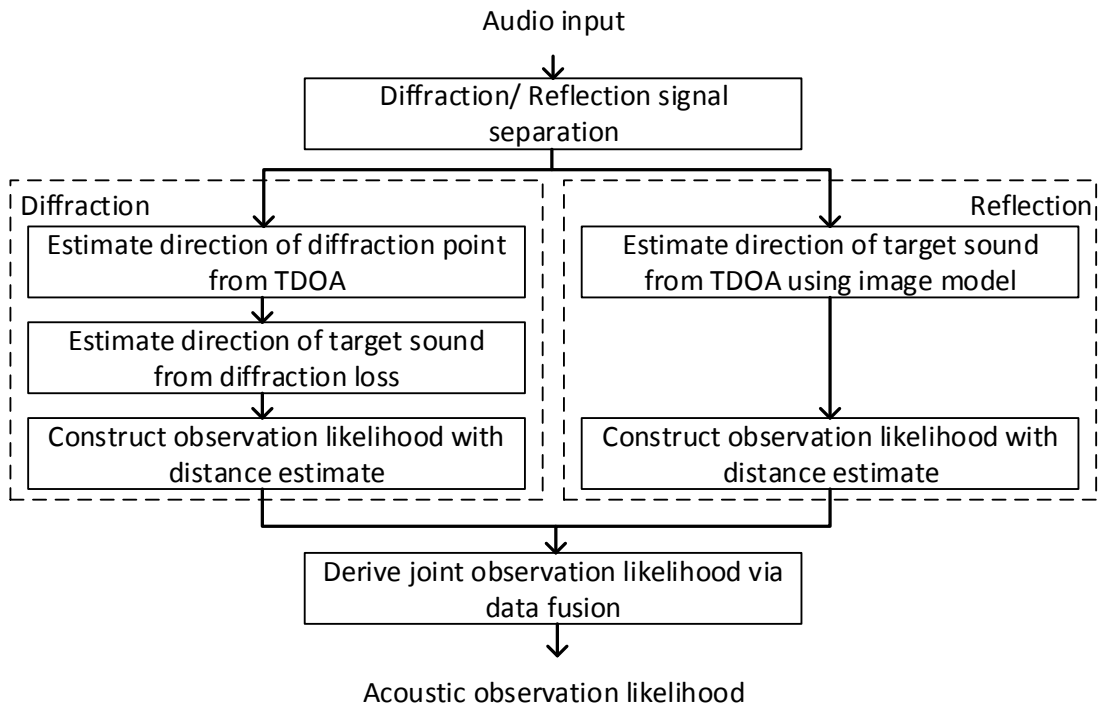 Audio input
Diffraction/ Reflection signal
separation
Diffraction
Reflection
Estimate direction of diffraction point
from TDOA
Estimate direction of target sound
from TDOA using image model
Estimate direction of target sound
from diffraction loss
Construct observation likelihood with
distance estimate
Construct observation likelihood with
distance estimate
Derive joint observation likelihood via
data fusion
Acoustic observation likelihood